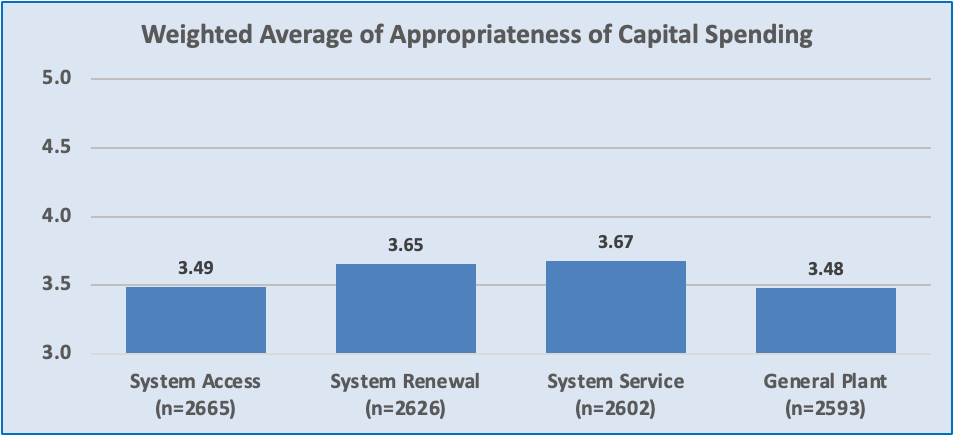 Weighted Average of Appropriateness of Capital Spending
5.0
4.5
4.0
3.5
3.0
3.49
3.65
3.67
3.48
System Access
(n=2665)
System Renewal
(n=2626)
System Service
(n=2602)
General Plant
(n=2593)